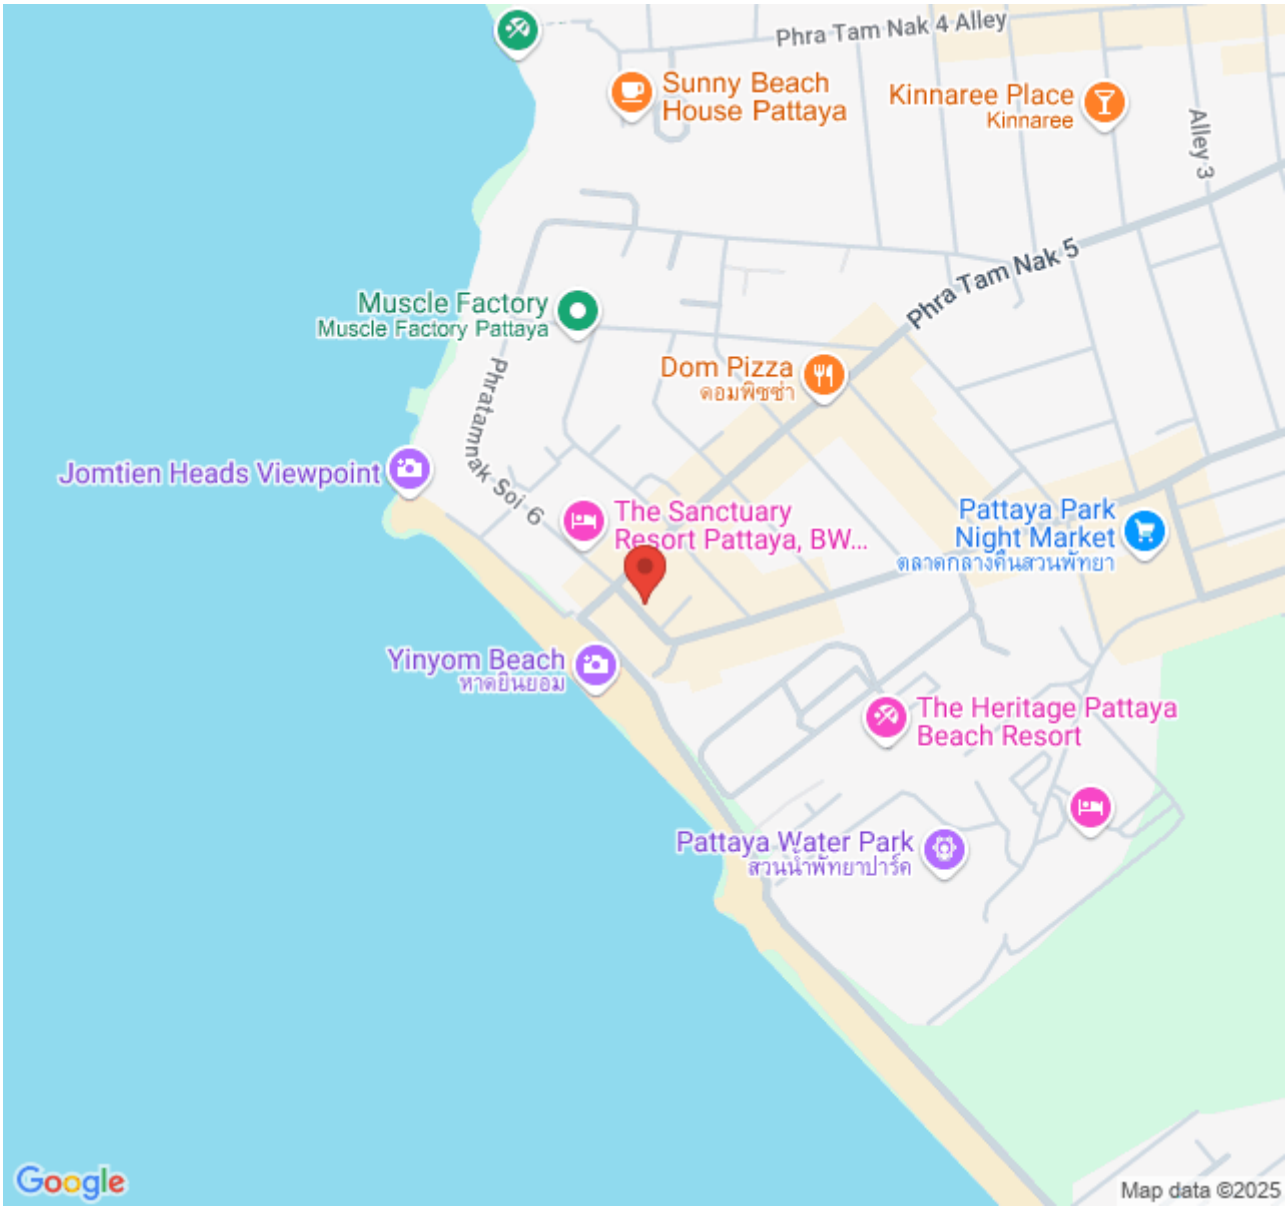 Phra Tam Nak 4 Alley
Sunny Beach
House Pattaya
Kinnaree Place
Kinnaree
Alley 3
Phra Tam Nak 5
Muscle Factory
Muscle Factory Pattaya
Dom Pizza
ดอมพิซซ่า
Phratamnak Soi 6
Jomtien Heads Viewpoint
The Sanctuary
Resort Pattaya, BW...
Pattaya Park
Night Market
ตลาดกลางคืนสวนพัทยา
Yinyom Beach
หาดยินยอม
The Heritage Pattaya
Beach Resort
Pattaya Water Park
สวนน้ำพัทยาปาร์ค
Google
Map data ©2025